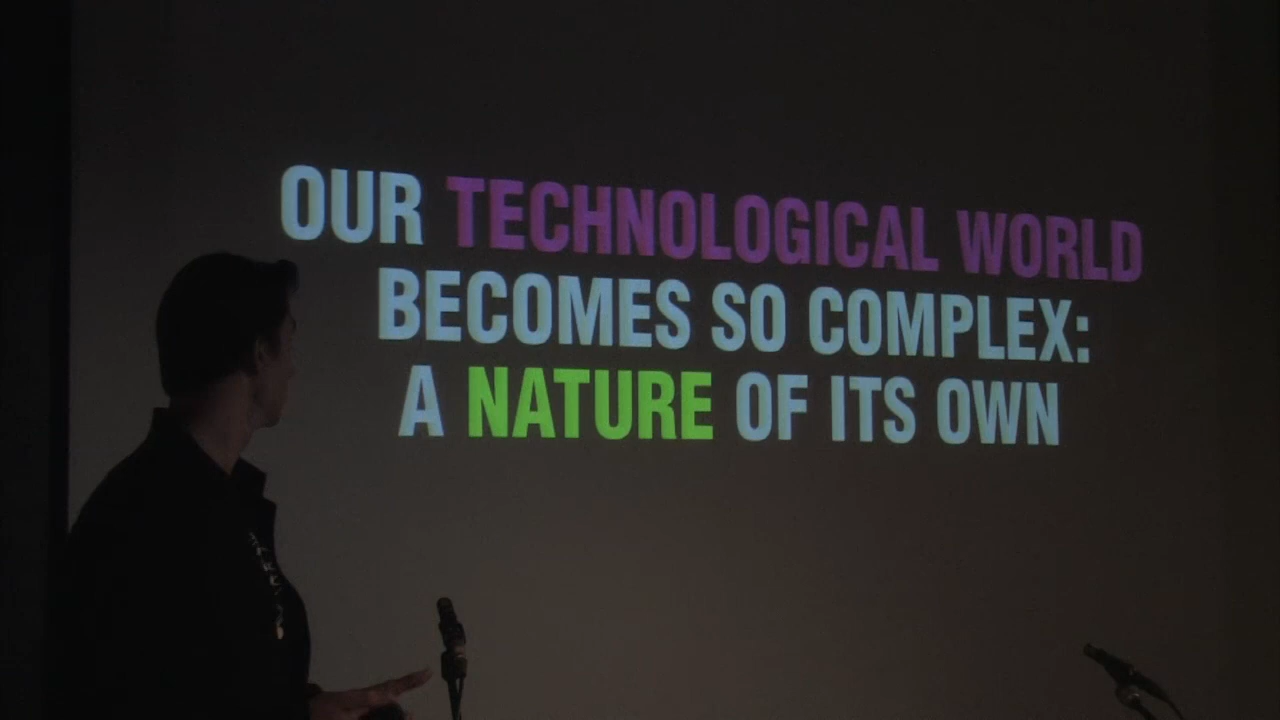 OUR TECHNOLOGICAL WORLD
BECOMES SO COMPLEX:
A NATURE OF ITS OWN